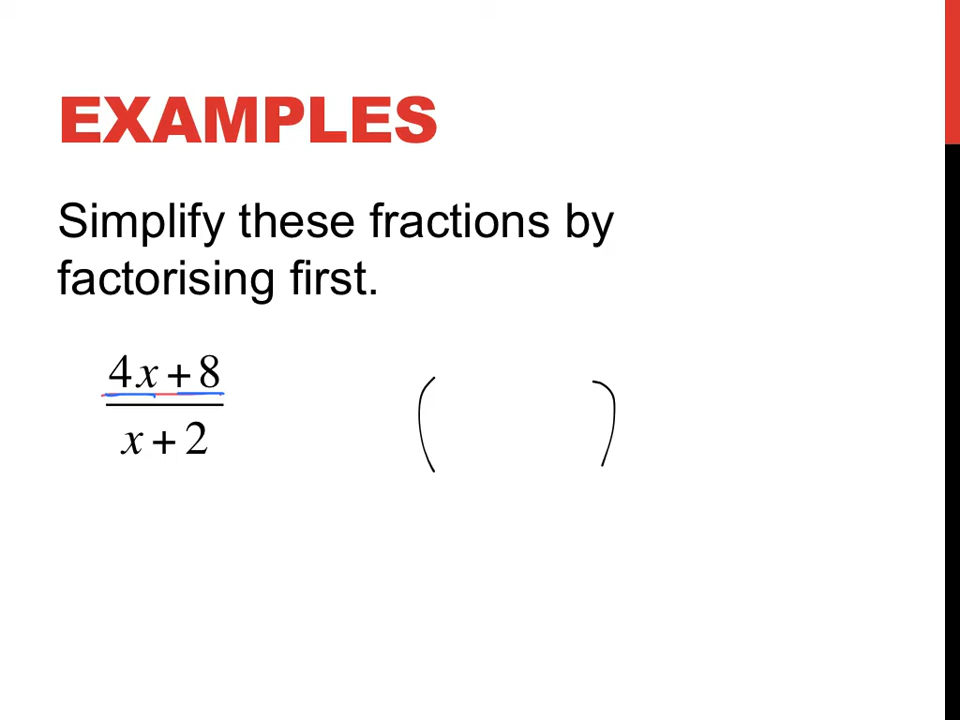 EXAMPLES
Simplify these fractions by
factorising first.
4x + 8
x + 2
(        )